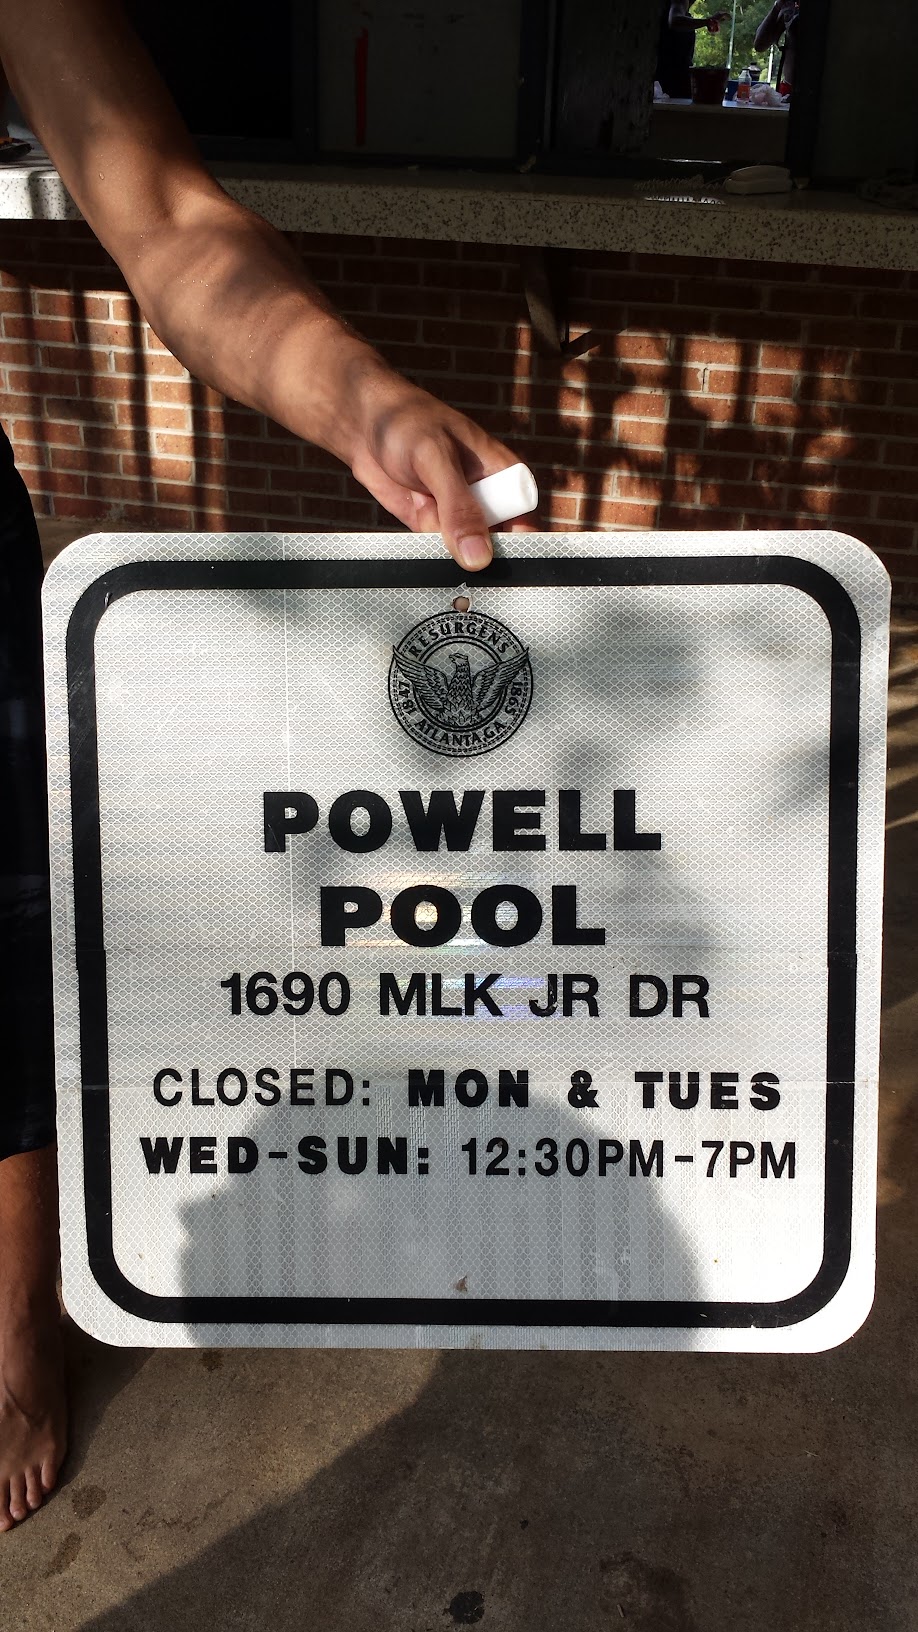 RESURGENS
1847 1865
ATLANTA, GA.
POWELL
POOL
1690 MLK JR DR
CLOSED: MON & TUES
WED-SUN: 12:30PM-7PM